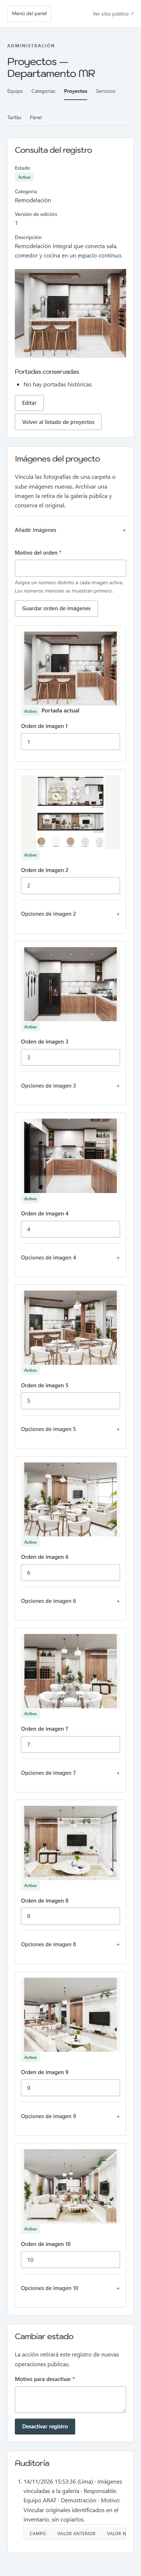 Menú del panel
Ver sitio público ↗
ADMINISTRACIÓN
Proyectos —
Departamento MR
Equipo Categorías Proyectos Servicios
Tarifas Panel
Consulta del registro
Estado
Activo
Categoría
Remodelación
Versión de edición
1
Descripción
Remodelación integral que conecta sala,
comedor y cocina en un espacio continuo.
Portadas conservadas
No hay portadas históricas.
Editar
Volver al listado de proyectos
Imágenes del proyecto
Vincula las fotografías de una carpeta o
sube imágenes nuevas. Archivar una
imagen la retira de la galería pública y
conserva el original.
Añadir imágenes +
Motivo del orden *
Asigna un número distinto a cada imagen activa.
Los números menores se muestran primero.
Guardar orden de imágenes
Activo Portada actual
Orden de imagen 1
1
Activo
Orden de imagen 2
2
Opciones de imagen 2 +
Activo
Orden de imagen 3
3
Opciones de imagen 3 +
Activo
Orden de imagen 4
4
Opciones de imagen 4 +
Activo
Orden de imagen 5
5
Opciones de imagen 5 +
Activo
Orden de imagen 6
6
Opciones de imagen 6 +
Activo
Orden de imagen 7
7
Opciones de imagen 7 +
Activo
Orden de imagen 8
8
Opciones de imagen 8 +
Activo
Orden de imagen 9
9
Opciones de imagen 9 +
Activo
Orden de imagen 10
10
Opciones de imagen 10 +
Cambiar estado
La acción retirará este registro de nuevas
operaciones públicas.
Motivo para desactivar *
Desactivar registro
Auditoría
1. 14/11/2026 15:53:36 (Lima) · Imágenes
vinculadas a la galería · Responsable:
Equipo ARAT · Demostración · Motivo:
Vincular originales identificados en el
inventario, sin copiarlos.
CAMPO VALOR ANTERIOR VALOR N